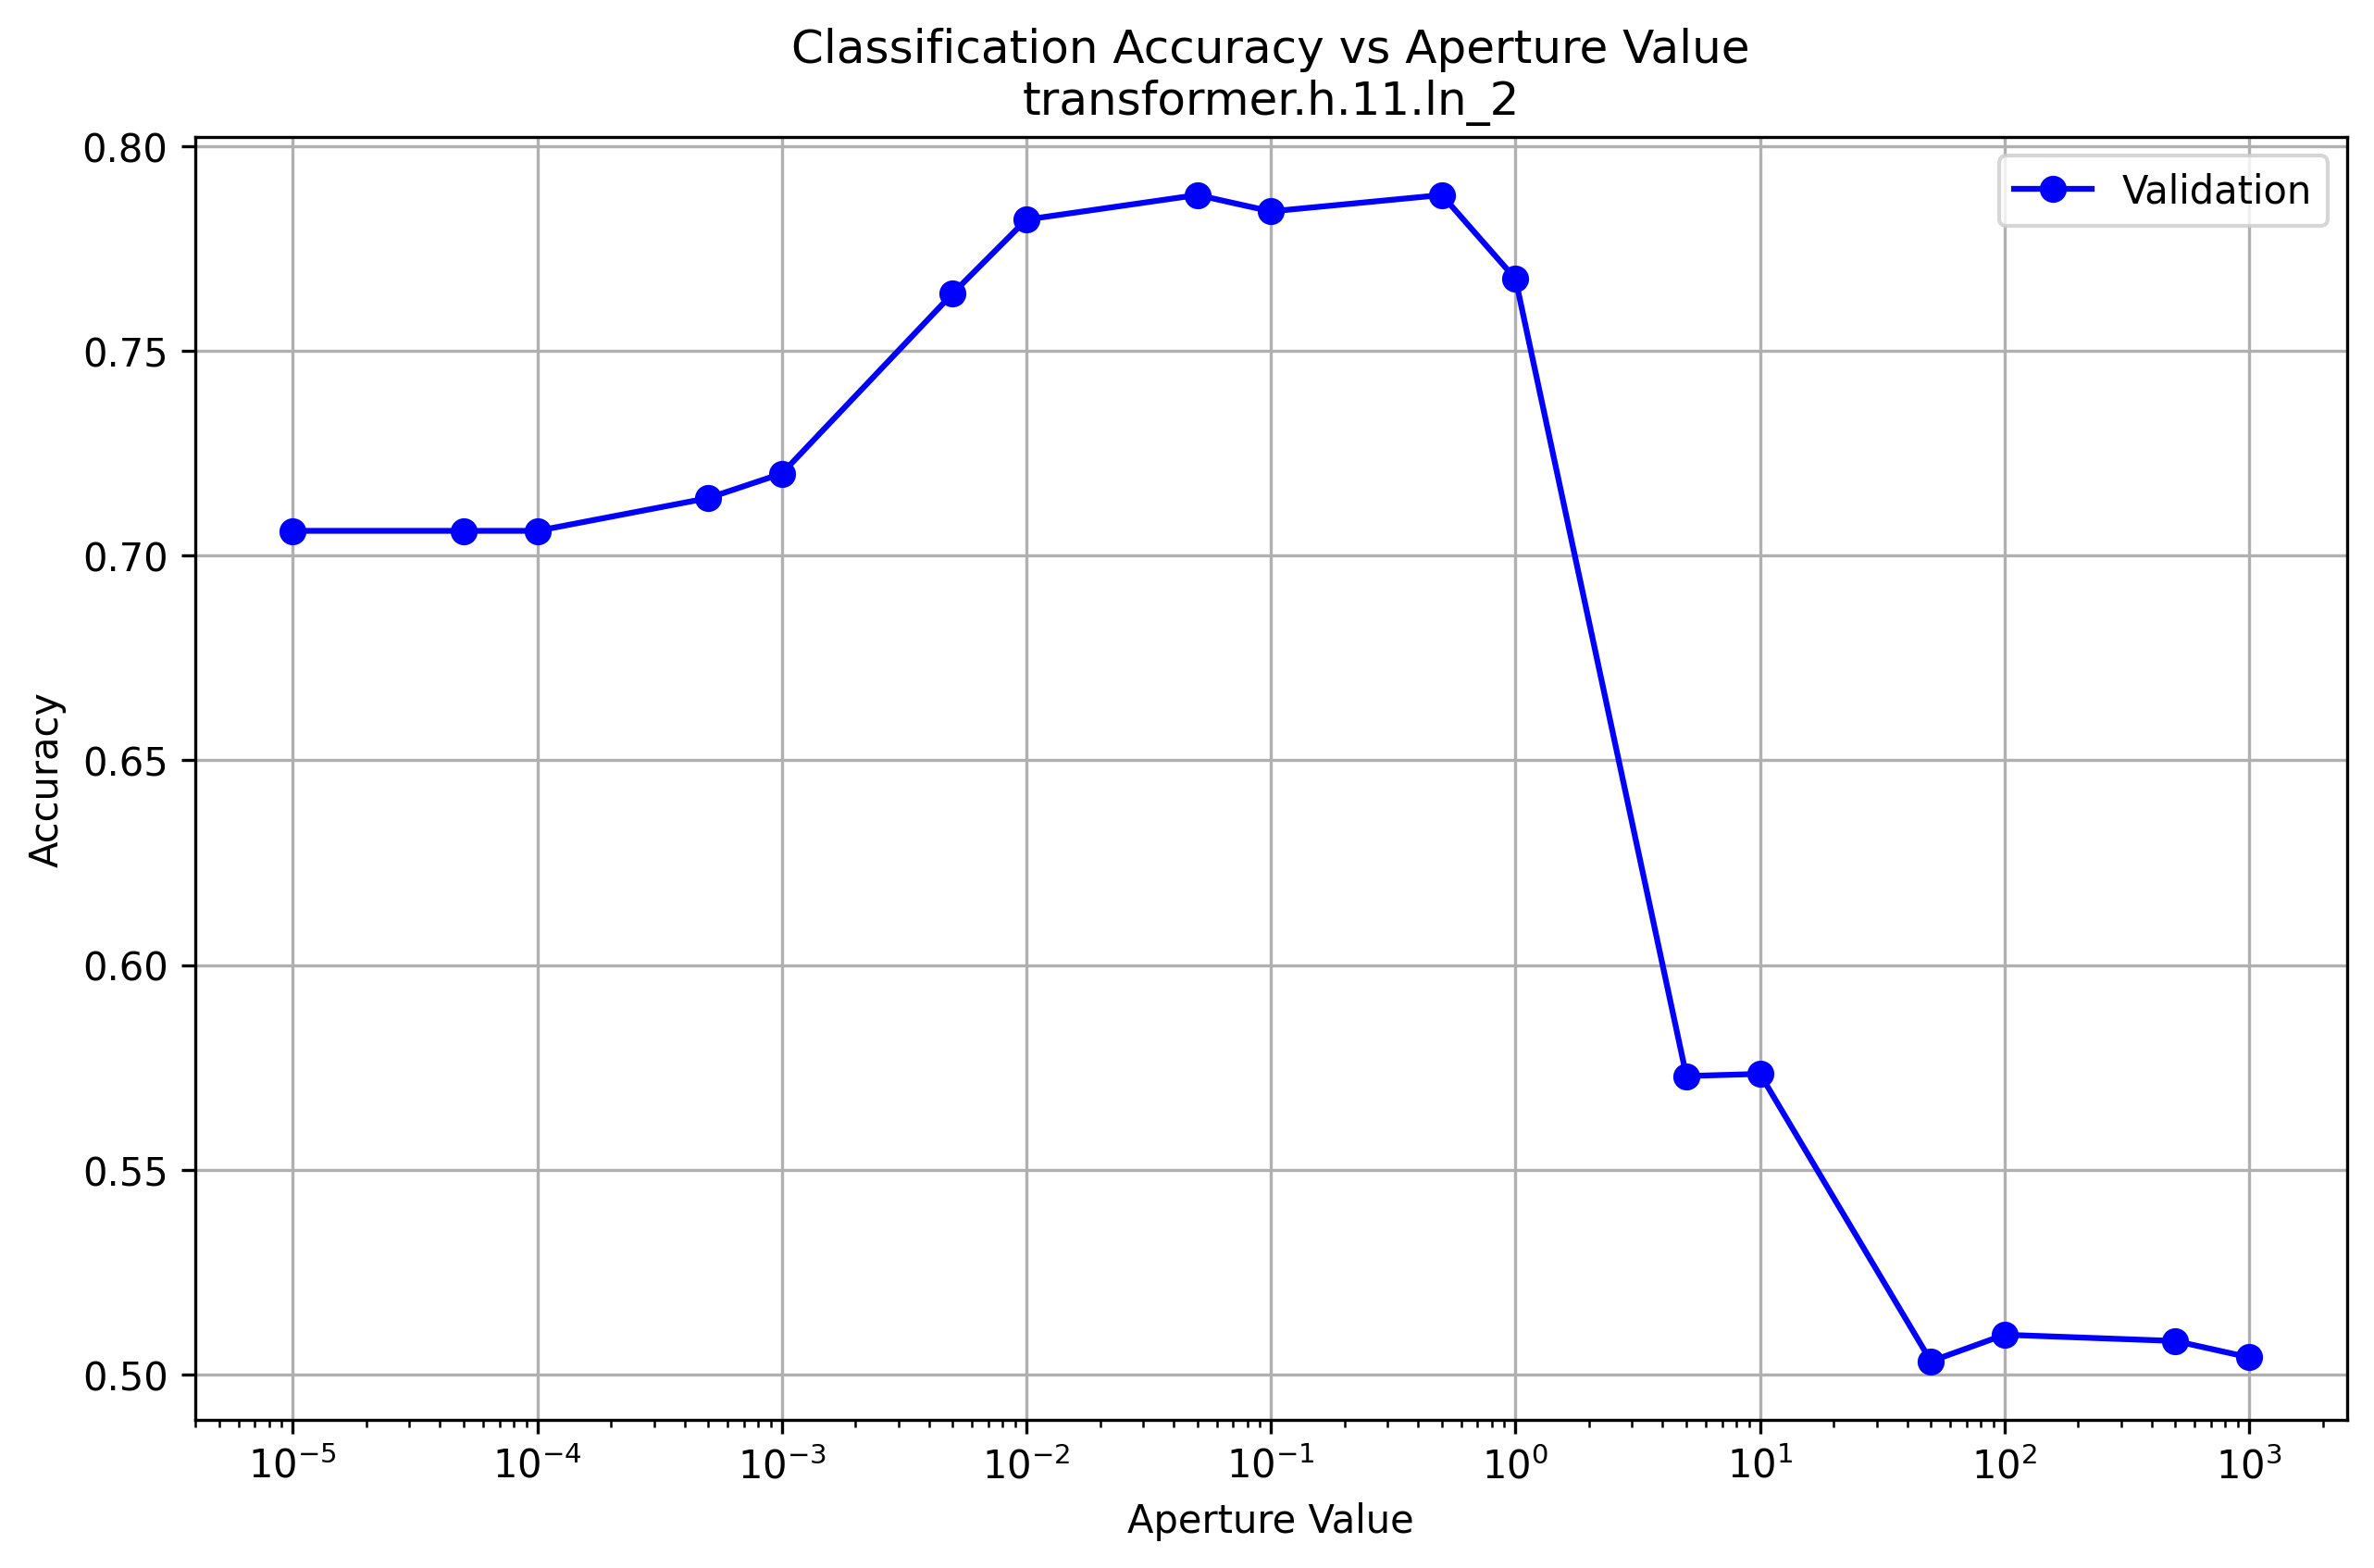 Classification Accuracy vs Aperture Value
transformer.h.11.ln_2
Validation
Accuracy
0.80
0.75
0.70
0.65
0.60
0.55
0.50
10⁻⁵ 10⁻⁴ 10⁻³ 10⁻² 10⁻¹ 10⁰ 10¹ 10² 10³
Aperture Value